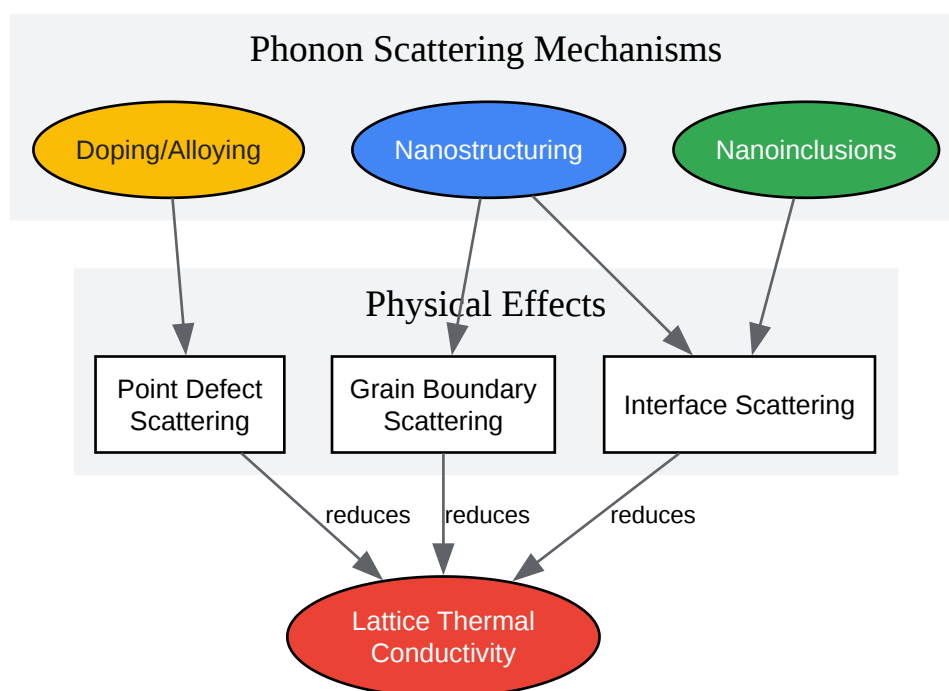 Phonon Scattering Mechanisms
Doping/Alloying
Nanostructuring
Nanoinclusions
Physical Effects
Point Defect
Scattering
Grain Boundary
Scattering
Interface Scattering
reduces
reduces
reduces
Lattice Thermal
Conductivity